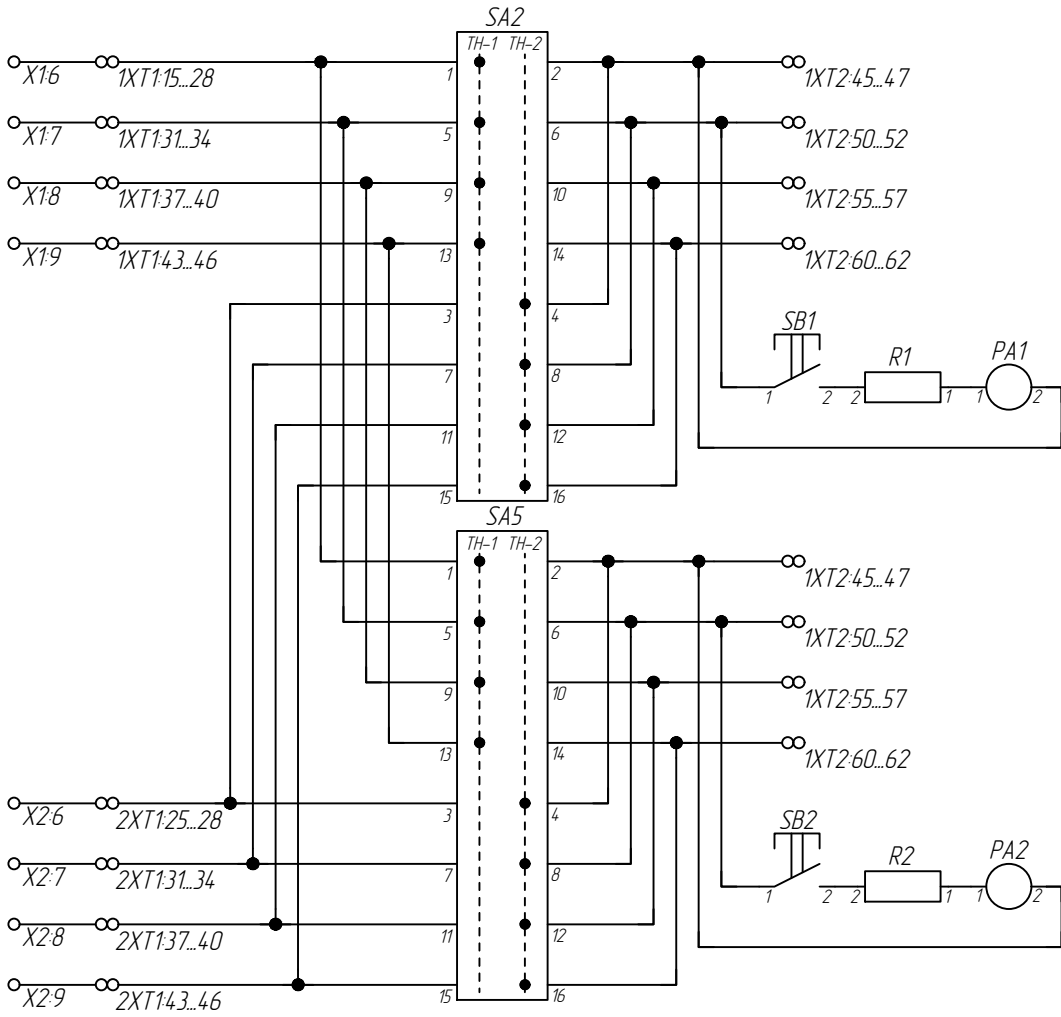 SA2
TH-1 TH-2
X1:6 1XT1:15...28 1 2 1XT2:45...47
X1:7 1XT1:31...34 5 6 1XT2:50...52
X1:8 1XT1:37...40 9 10 1XT2:55...57
X1:9 1XT1:43...46 13 14 1XT2:60...62
3 4
SB1 R1 PA1
7 8
1 2 2 1 1 2
11 12
15 16
SA5
TH-1 TH-2
1 2 1XT2:45...47
5 6 1XT2:50...52
9 10 1XT2:55...57
13 14 1XT2:60...62
X2:6 2XT1:25...28 3 4
SB2 R2 PA2
X2:7 2XT1:31...34 7 8
1 2 2 1 1 2
X2:8 2XT1:37...40 11 12
X2:9 2XT1:43...46 15 16